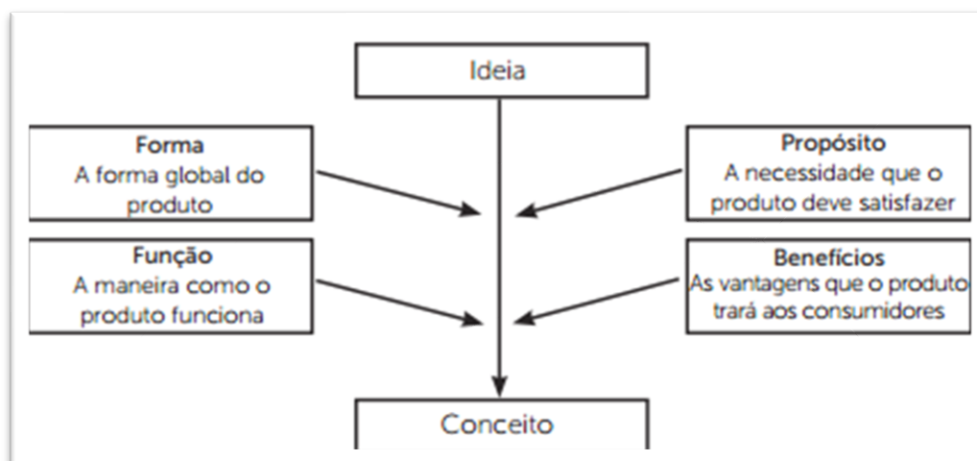 Ideia
Forma
A forma global do
produto
Propósito
A necessidade que o
produto deve satisfazer
Função
A maneira como o
produto funciona
Benefícios
As vantagens que o produto
trará aos consumidores
Conceito